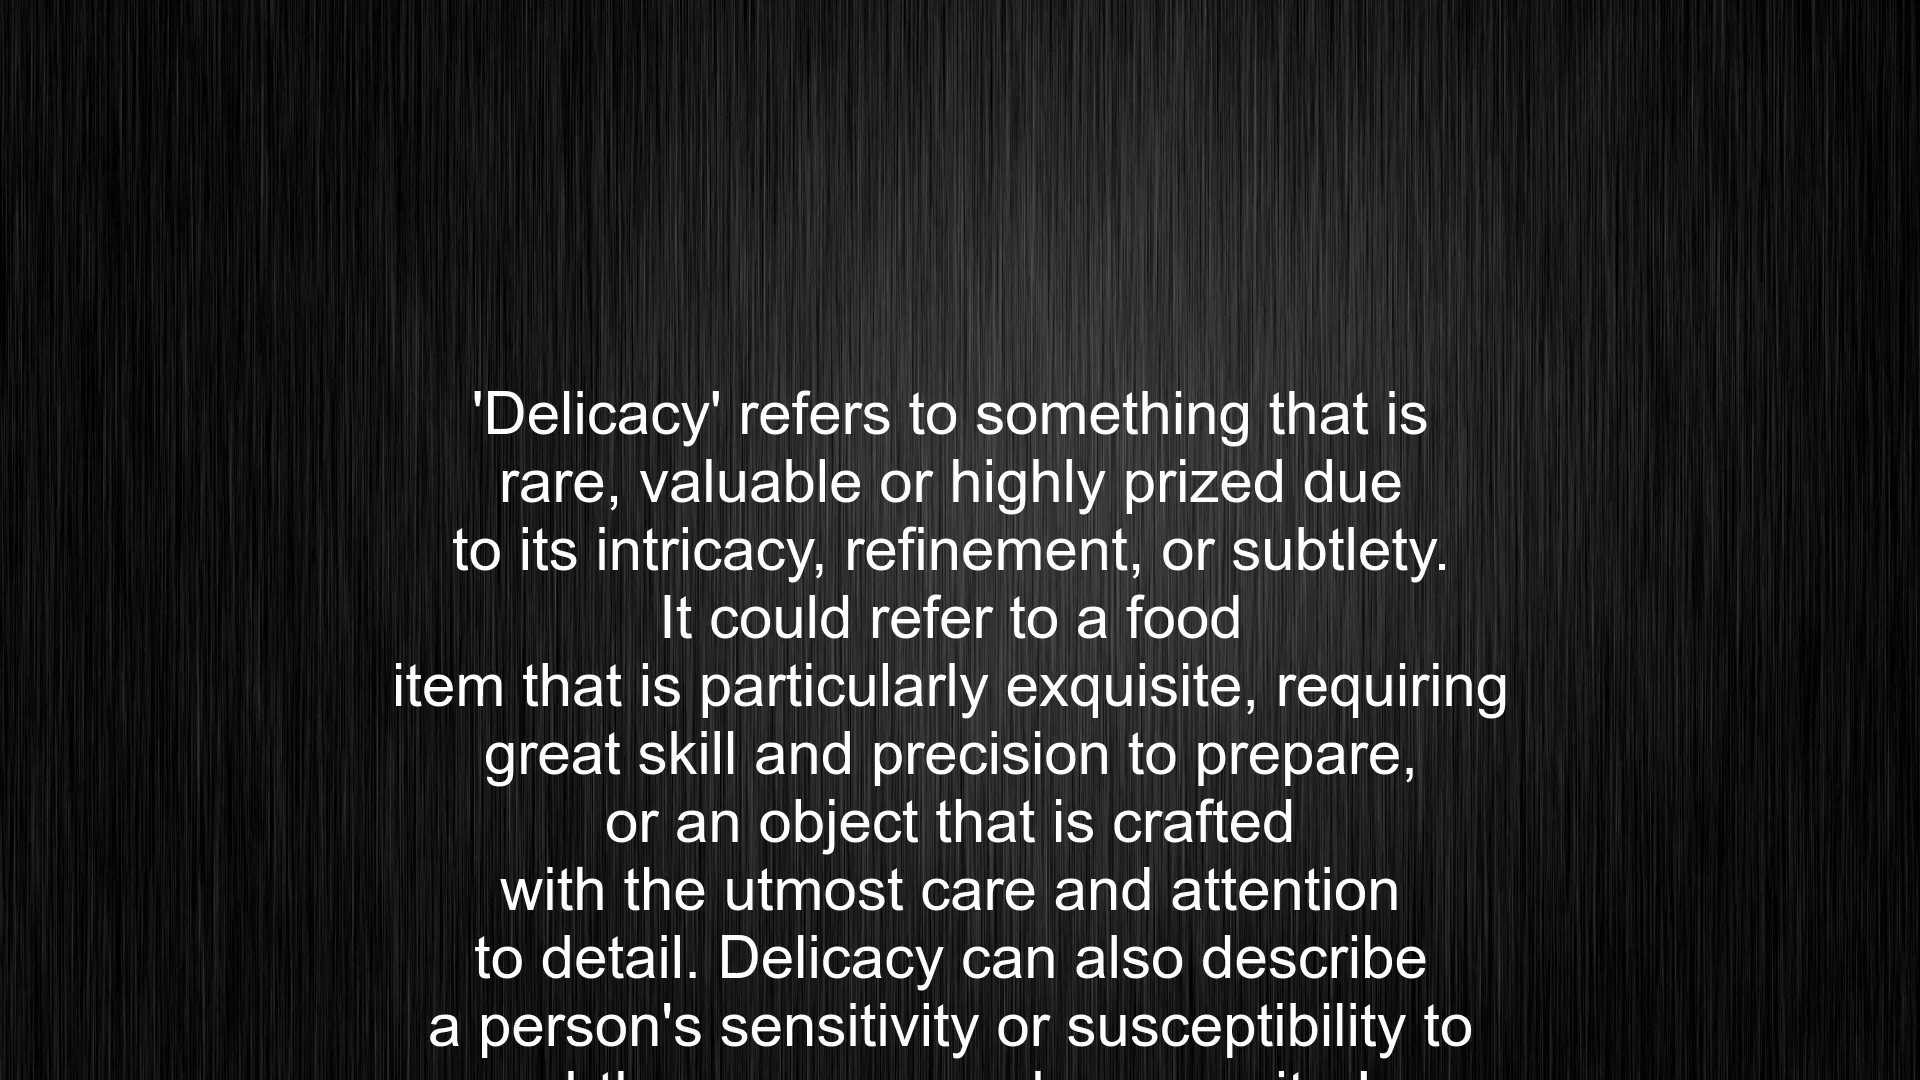 'Delicacy' refers to something that is
rare, valuable or highly prized due
to its intricacy, refinement, or subtlety.
It could refer to a food
item that is particularly exquisite, requiring
great skill and precision to prepare,
or an object that is crafted
with the utmost care and attention
to detail. Delicacy can also describe
a person's sensitivity or susceptibility to